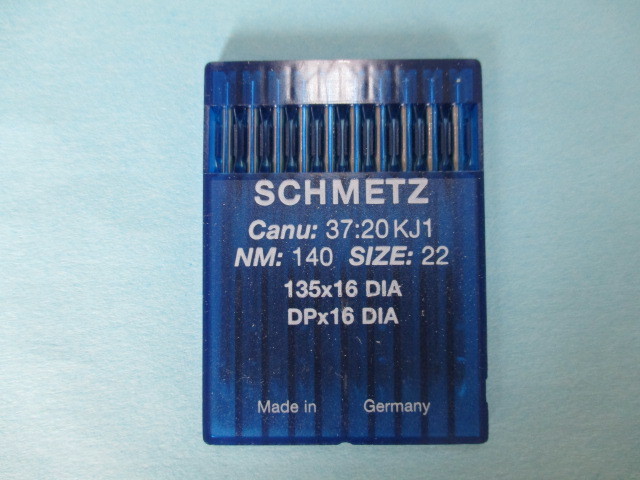 SCHMETZ
Canu: 37:20 KJ1
NM: 140 SIZE: 22
135x16 DIA
DPx16 DIA
Made in Germany